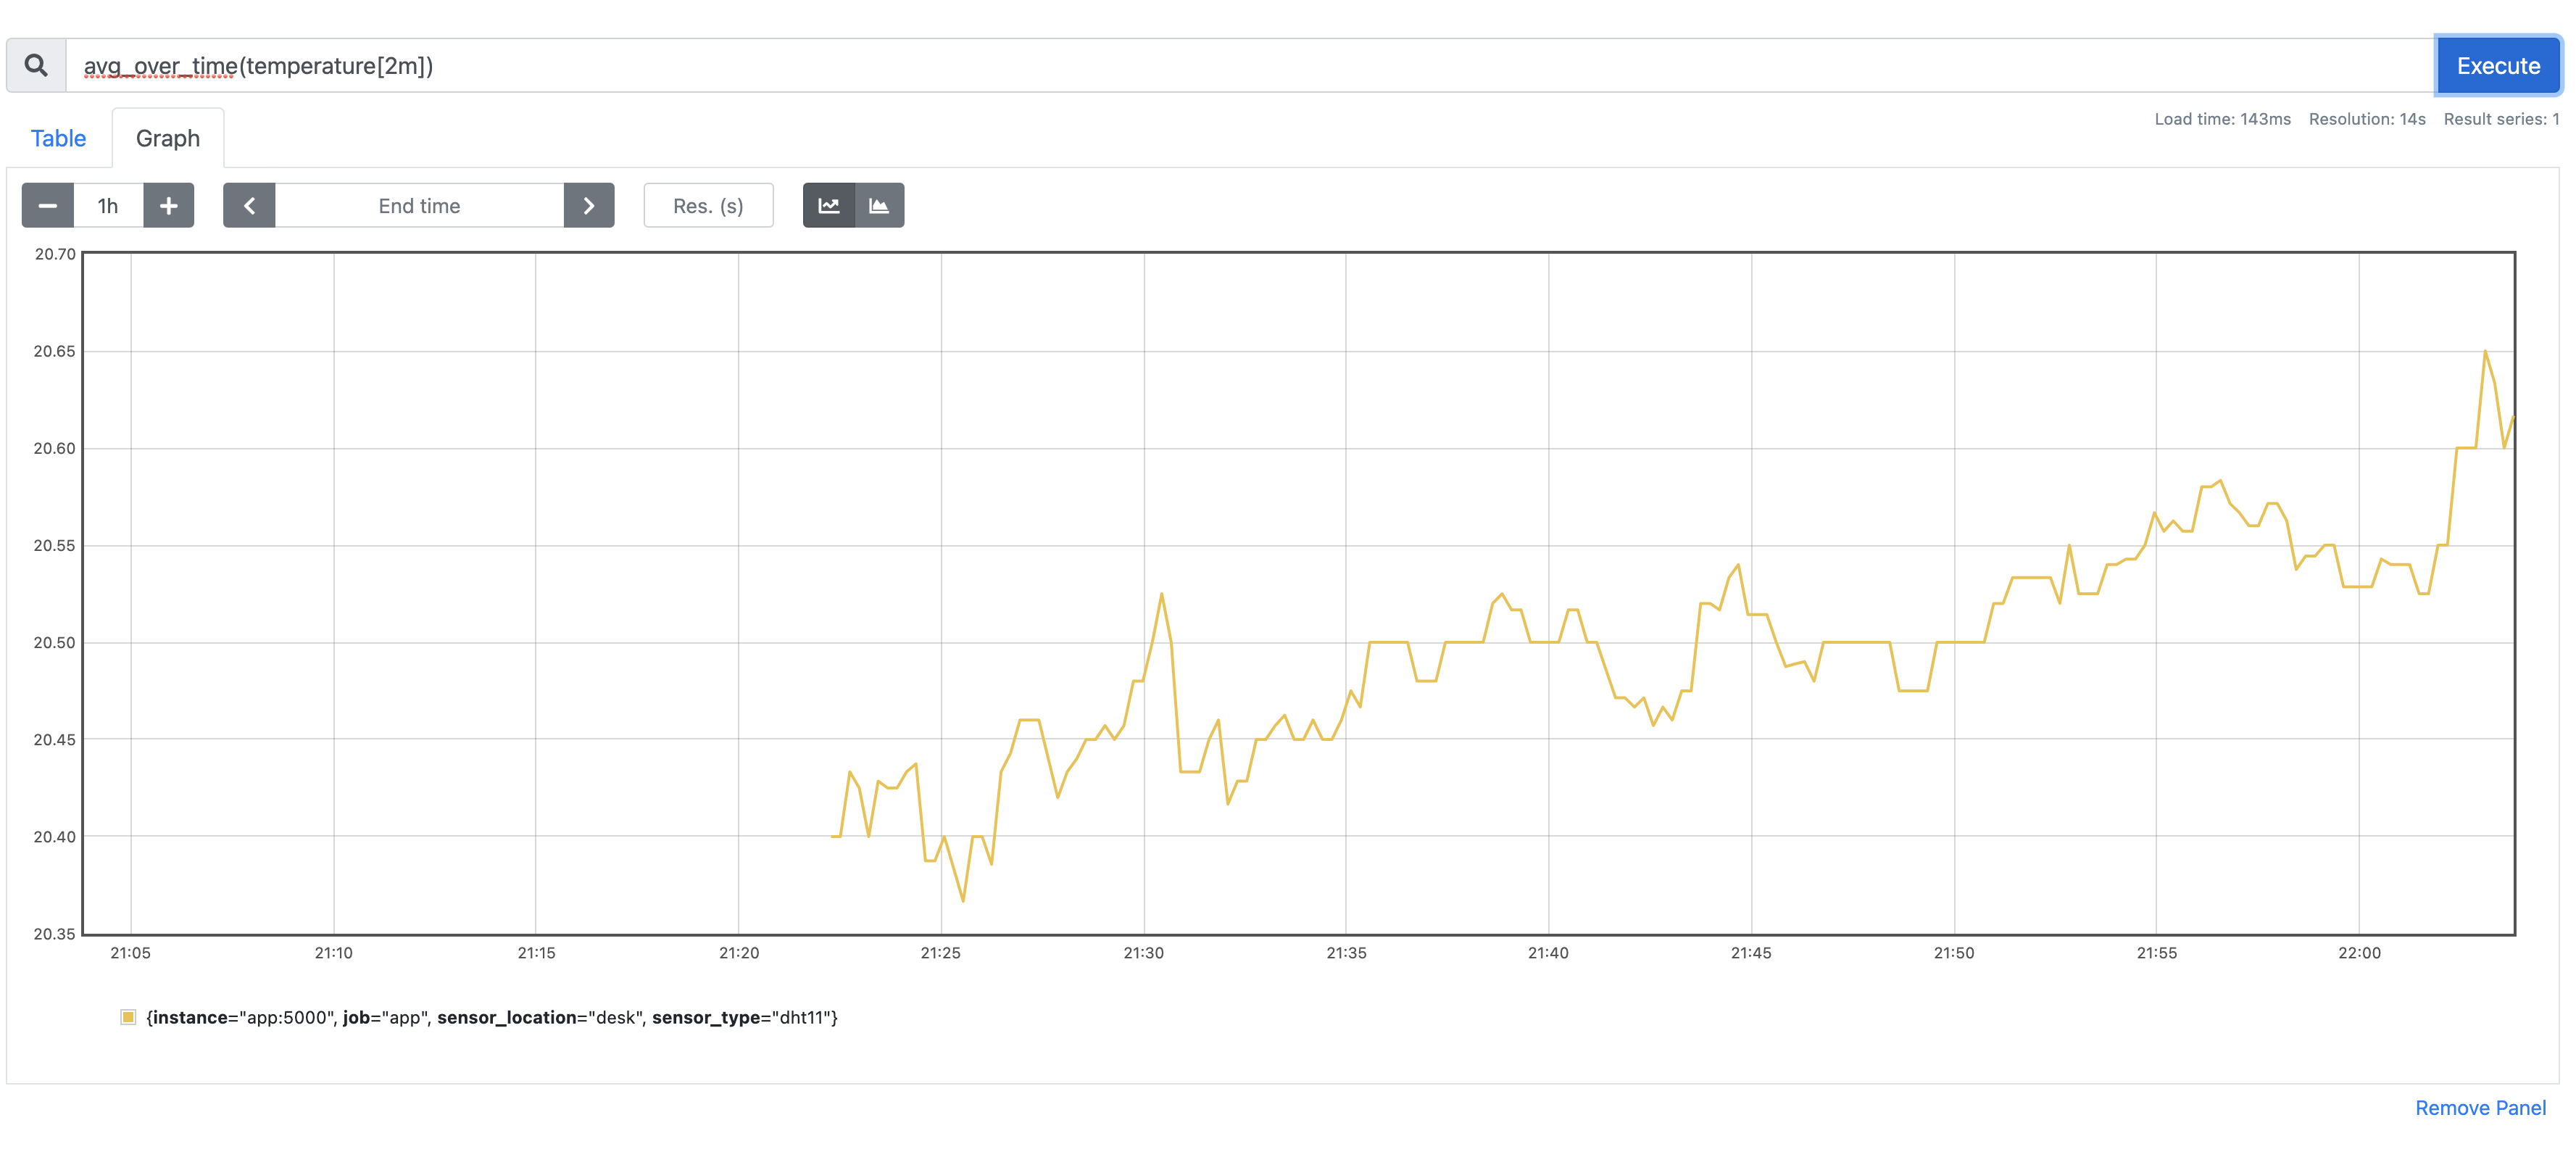 avg_over_time(temperature[2m])
Execute
Table
Graph
Load time: 143ms Resolution: 14s Result series: 1
1h
End time
Res. (s)
20.70
20.65
20.60
20.55
20.50
20.45
20.40
20.35
21:05 21:10 21:15 21:20 21:25 21:30 21:35 21:40 21:45 21:50 21:55 22:00
{instance="app:5000", job="app", sensor_location="desk", sensor_type="dht11"}
Remove Panel